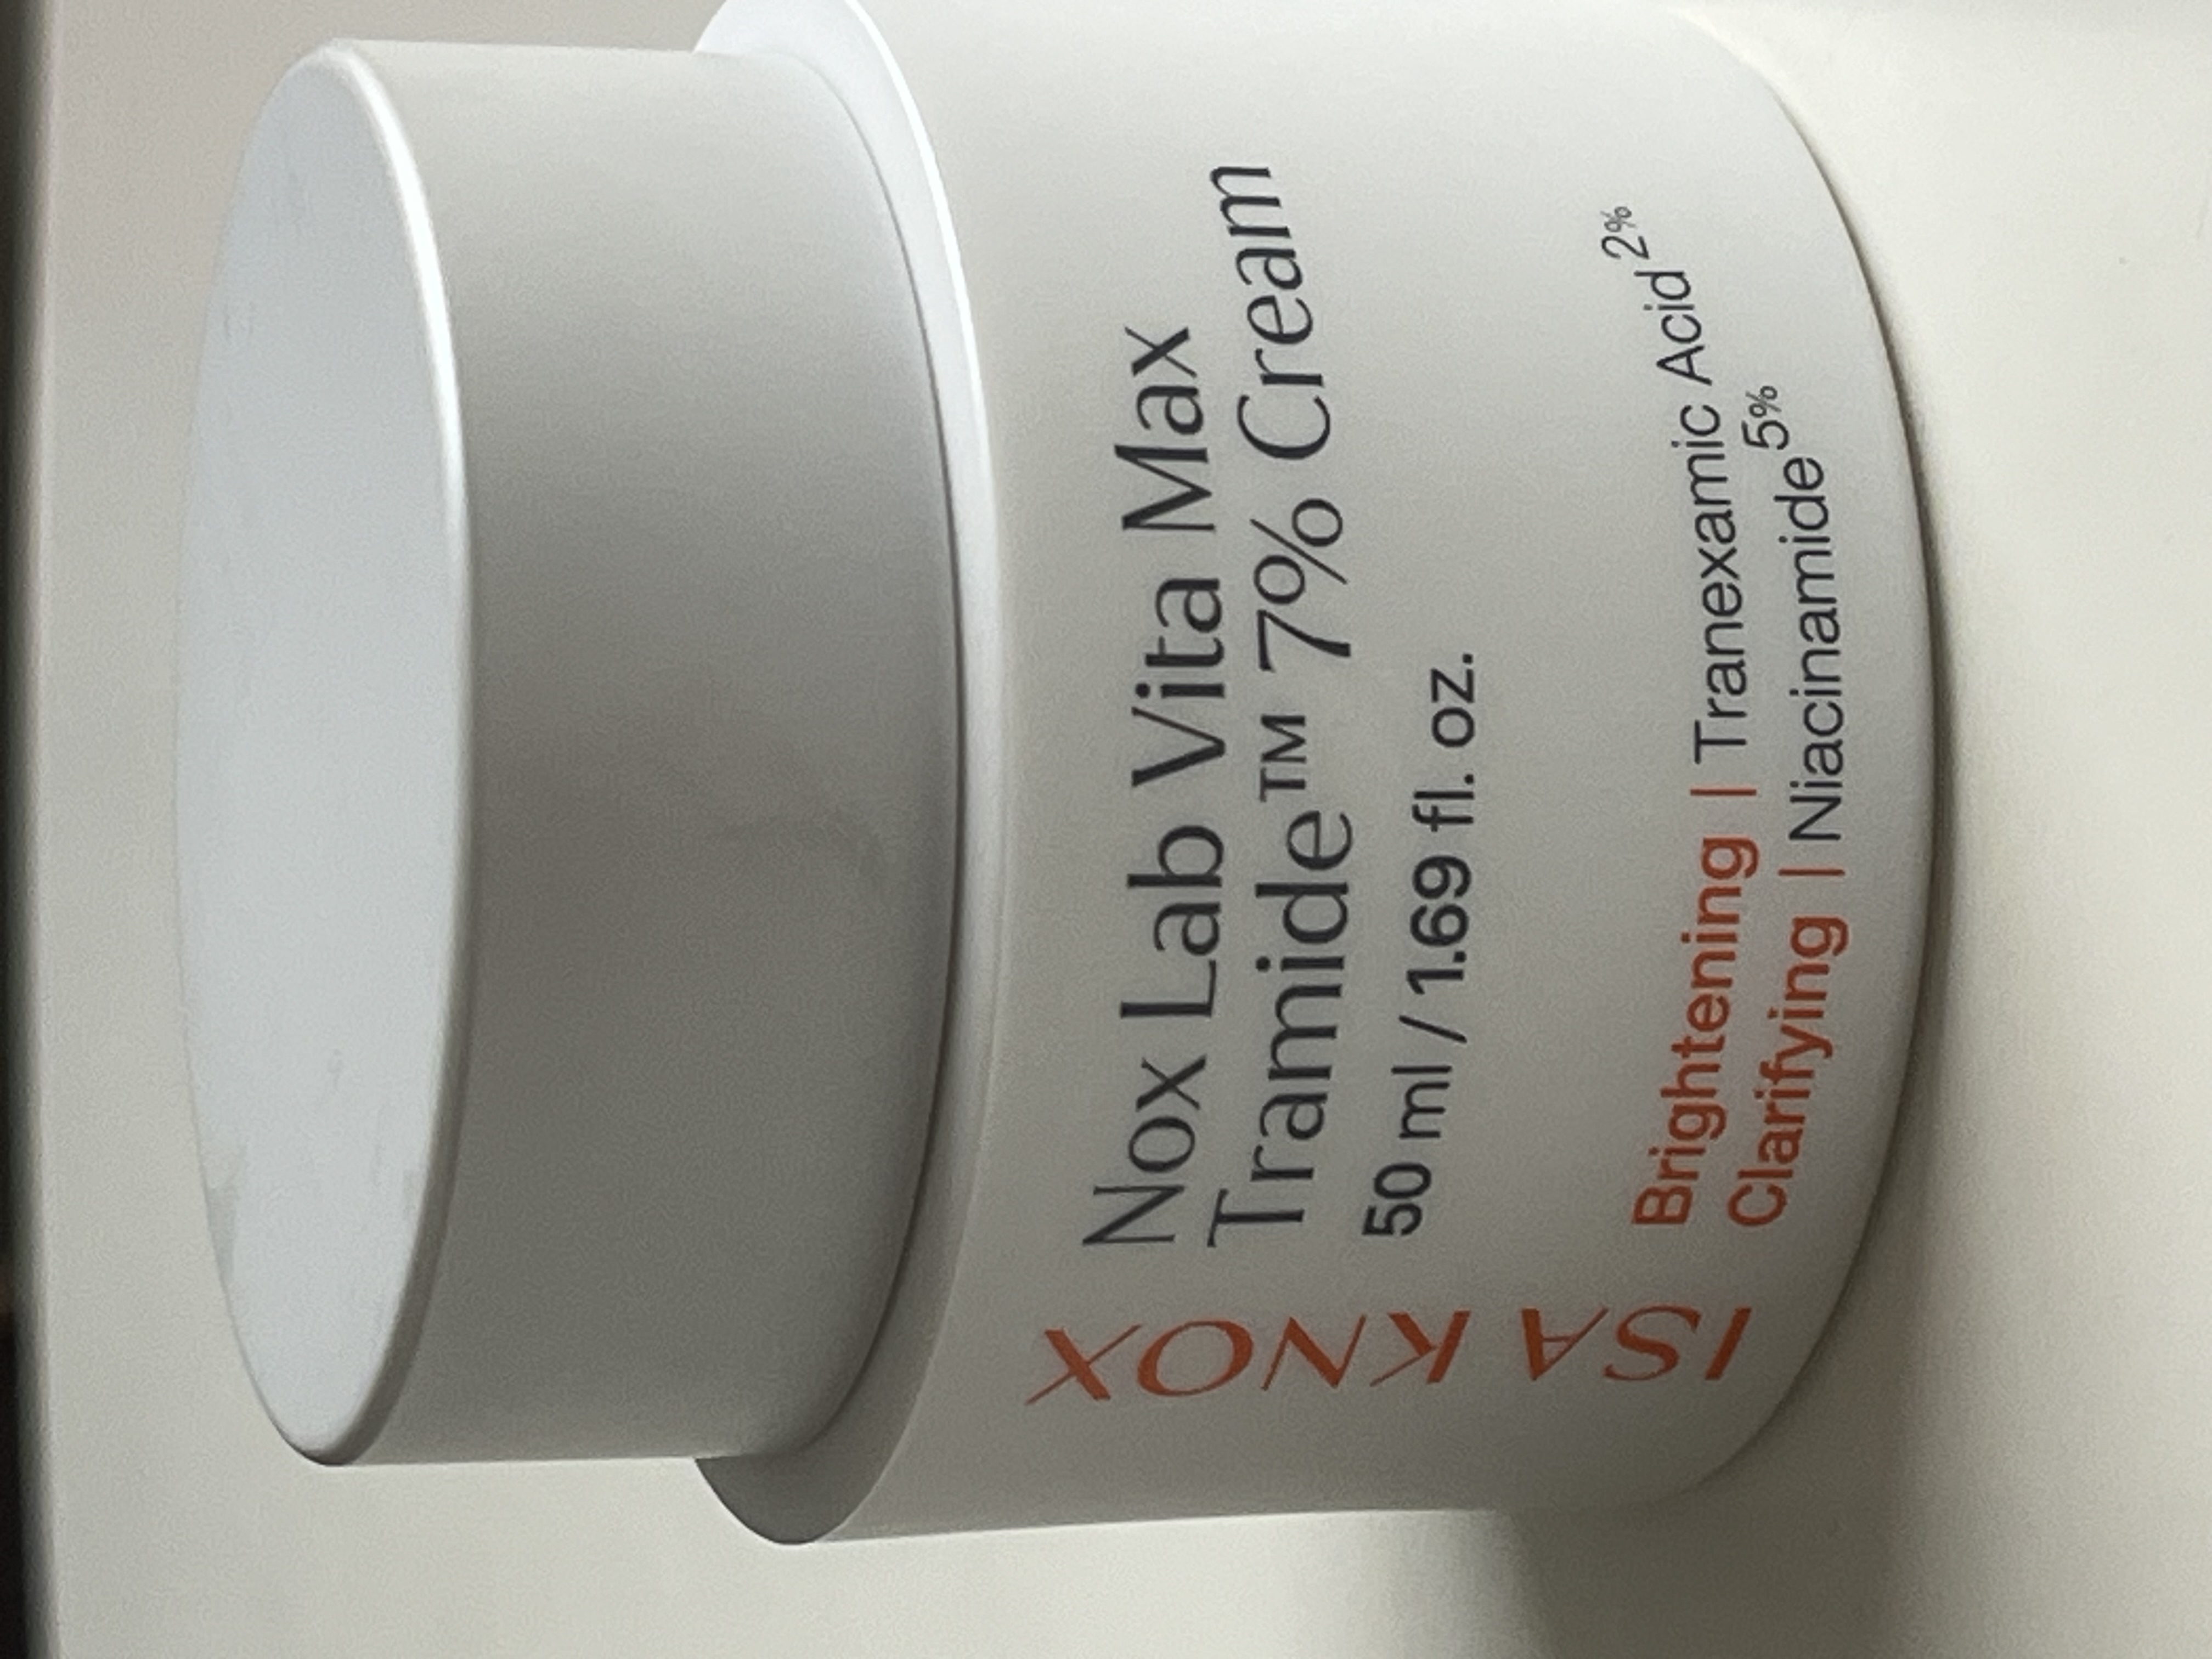 ISA KNOX
Nox Lab Vita Max
Tramide™ 7% Cream
50 ml / 1.69 fl. oz.
Brightening | Tranexamic Acid 2%
Clarifying | Niacinamide 5%